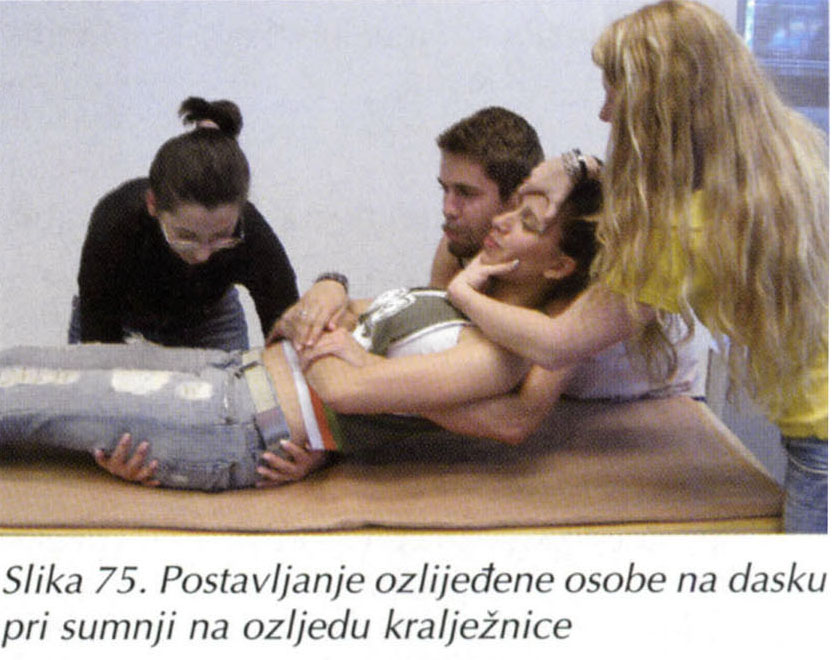 Slika 75. Postavljanje ozlijeđene osobe na dasku
pri sumnji na ozljedu kralježnice